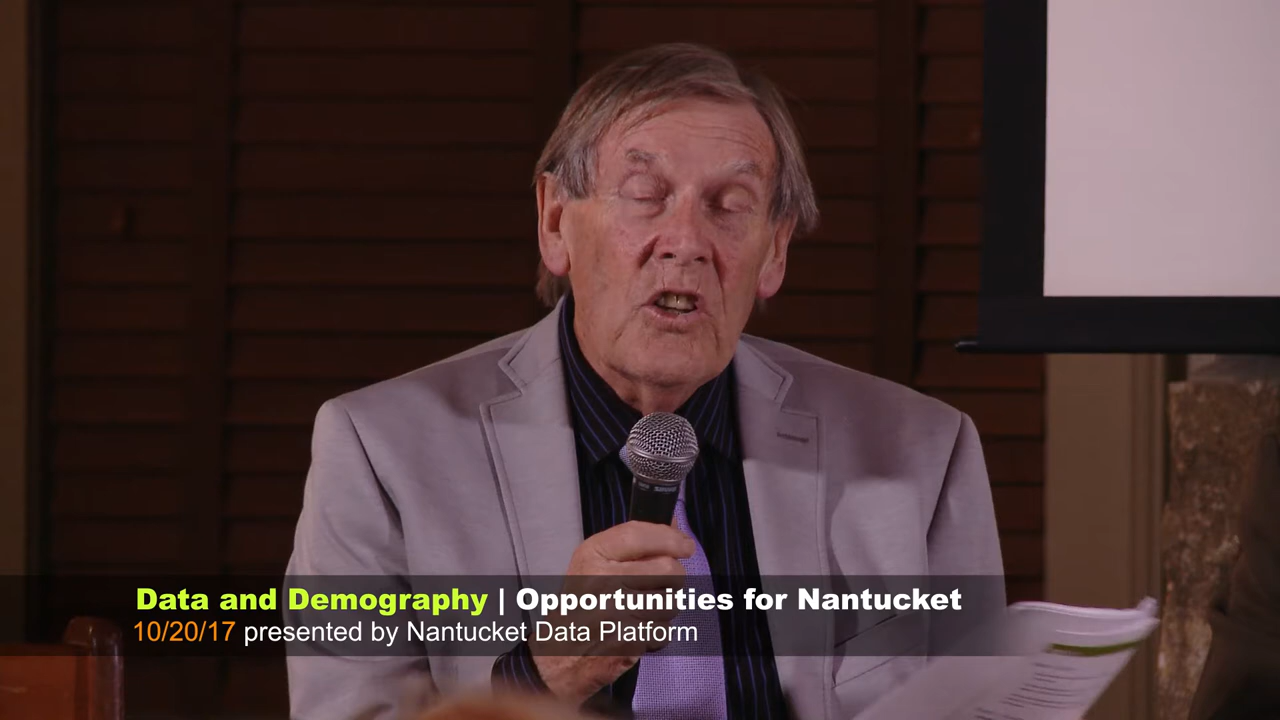 Data and Demography | Opportunities for Nantucket
10/20/17 presented by Nantucket Data Platform